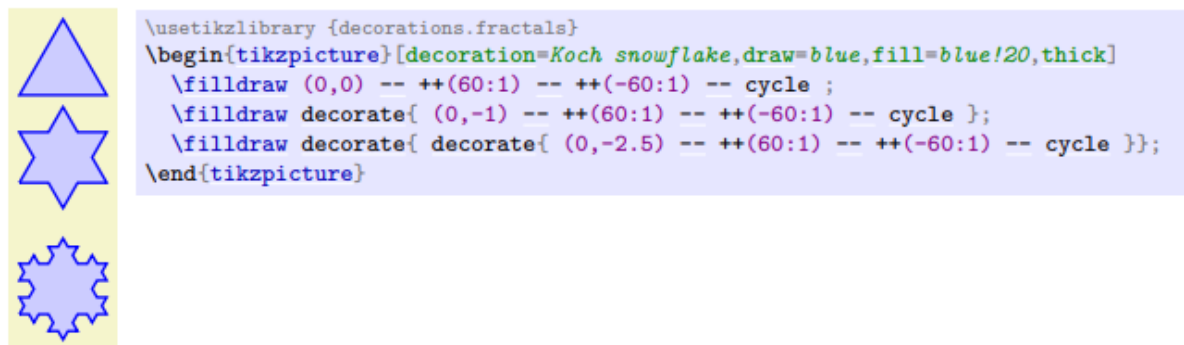 \usetikzlibrary {decorations.fractals}
\begin{tikzpicture}[decoration=Koch snowflake,draw=blue,fill=blue!20,thick]
\filldraw (0,0) -- ++(60:1) -- ++(-60:1) -- cycle ;
\filldraw decorate{ (0,-1) -- ++(60:1) -- ++(-60:1) -- cycle };
\filldraw decorate{ decorate{ (0,-2.5) -- ++(60:1) -- ++(-60:1) -- cycle }};
\end{tikzpicture}